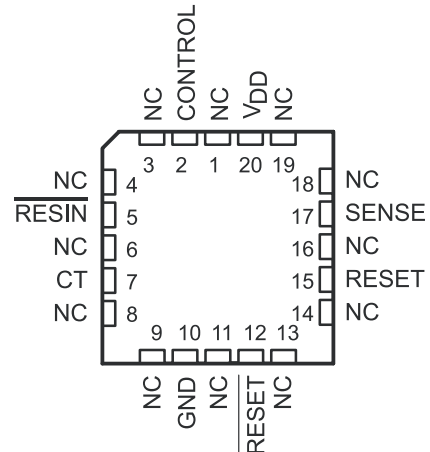 NC CONTROL NC VDD NC
3 2 1 20 19
NC 4 18 NC
RESIN 5 17 SENSE
NC 6 16 NC
CT 7 15 RESET
NC 8 14 NC
9 10 11 12 13
NC GND NC RESET NC